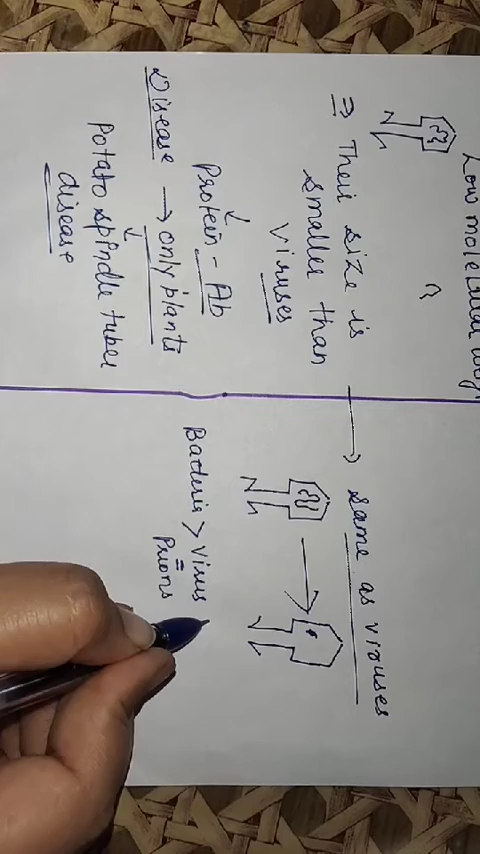 Low molecular weig
⇒ Their size is
smaller than
viruses
Protein - Ab
Disease → only plants
Potato spindle tuber
disease
→ same as viruses
Bacteria > virus
=
Prions